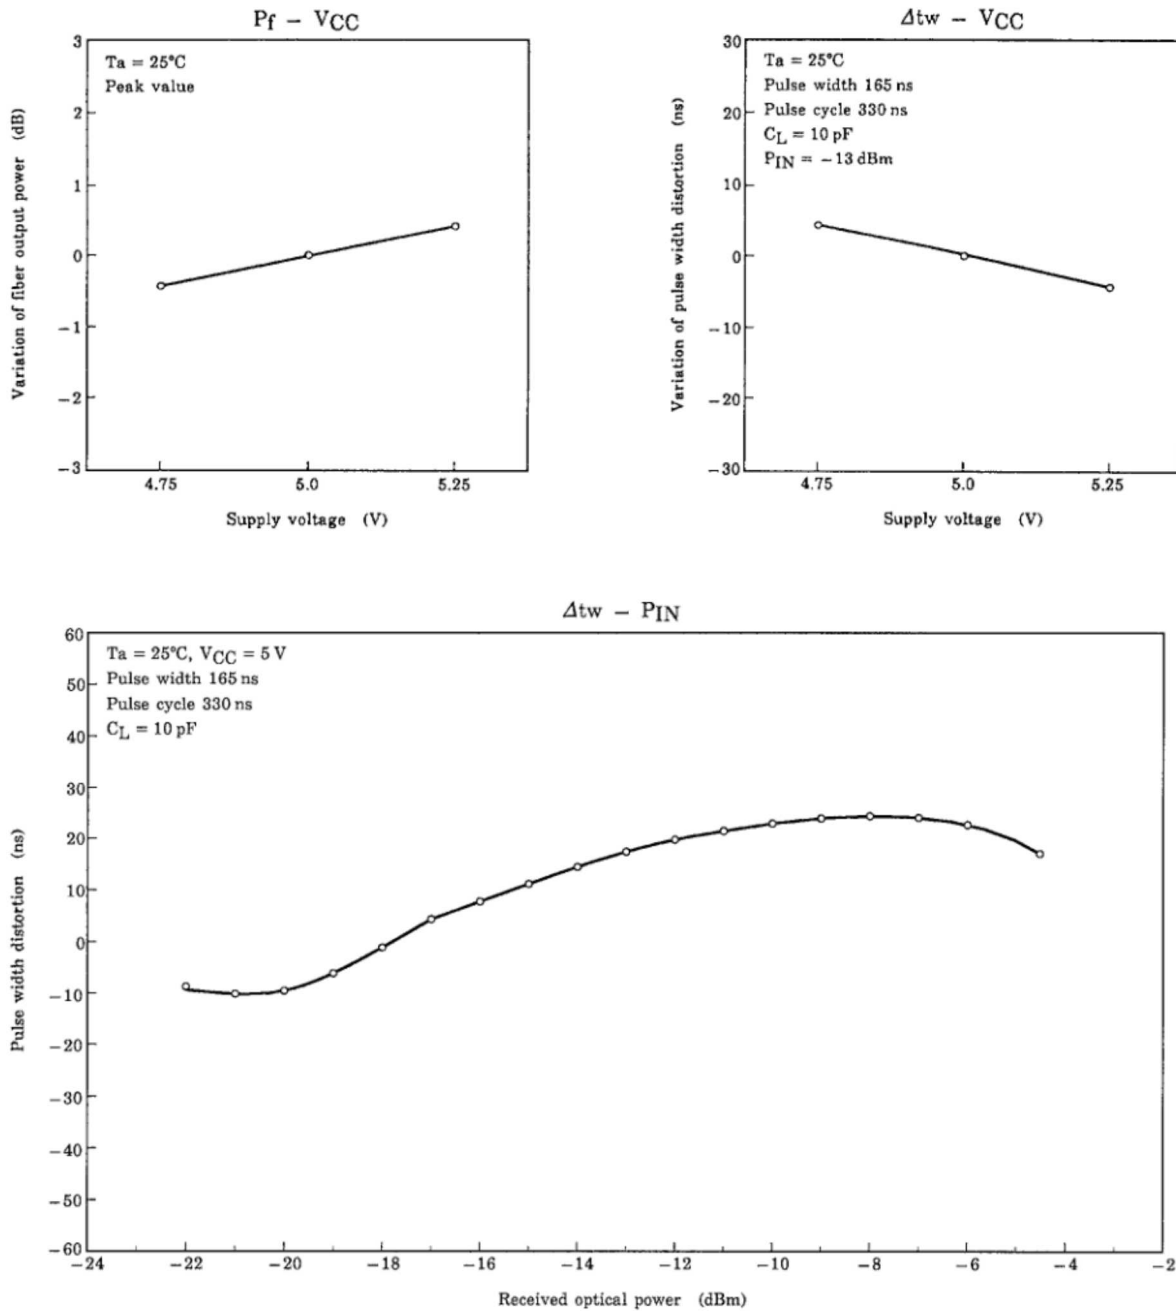 Pf – VCC
3
2
1
0
−1
−2
−3
Variation of fiber output power (dB)
Ta = 25°C
Peak value
4.75 5.0 5.25
Supply voltage (V)
Δtw – VCC
30
20
10
0
−10
−20
−30
Variation of pulse width distortion (ns)
Ta = 25°C
Pulse width 165 ns
Pulse cycle 330 ns
CL = 10 pF
PIN = −13 dBm
4.75 5.0 5.25
Supply voltage (V)
Δtw – PIN
60
50
40
30
20
10
0
−10
−20
−30
−40
−50
−60
Pulse width distortion (ns)
Ta = 25°C, VCC = 5 V
Pulse width 165 ns
Pulse cycle 330 ns
CL = 10 pF
−24 −22 −20 −18 −16 −14 −12 −10 −8 −6 −4 −2
Received optical power (dBm)